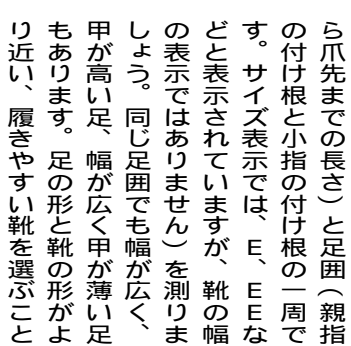 ら爪先までの長さ）と足囲（親指
の付け根と小指の付け根の一周で
す。サイズ表示では、E、EEな
どと表示されていますが、靴の幅
の表示ではありません）を測りま
しょう。同じ足囲でも幅が広く、
甲が高い足、幅が広く甲が薄い足
もあります。足の形と靴の形がよ
り近い、履きやすい靴を選ぶこと